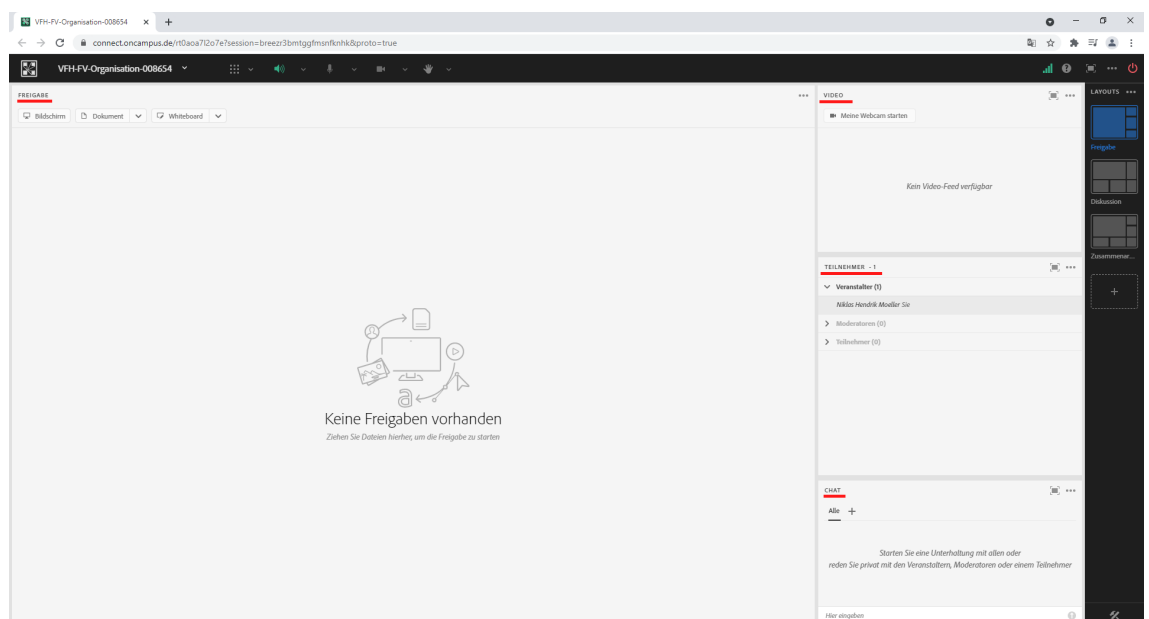 VFH-FV-Organisation-008654
connect.oncampus.de/rt0aoa7l2o7e?session=breezr3bmtggfmsnfknhk&proto=true
VFH-FV-Organisation-008654
FREIGABE
Bildschirm Dokument Whiteboard
Keine Freigaben vorhanden
Ziehen Sie Dateien hierher, um die Freigabe zu starten
VIDEO
Meine Webcam starten
Kein Video-Feed verfügbar
TEILNEHMER - 1
Veranstalter (1)
Niklas Hendrik Moeller Sie
Moderatoren (0)
Teilnehmer (0)
CHAT
Alle
Starten Sie eine Unterhaltung mit allen oder
reden Sie privat mit den Veranstaltern, Moderatoren oder einem Teilnehmer
Hier eingeben
LAYOUTS
Freigabe
Diskussion
Zusammenar...